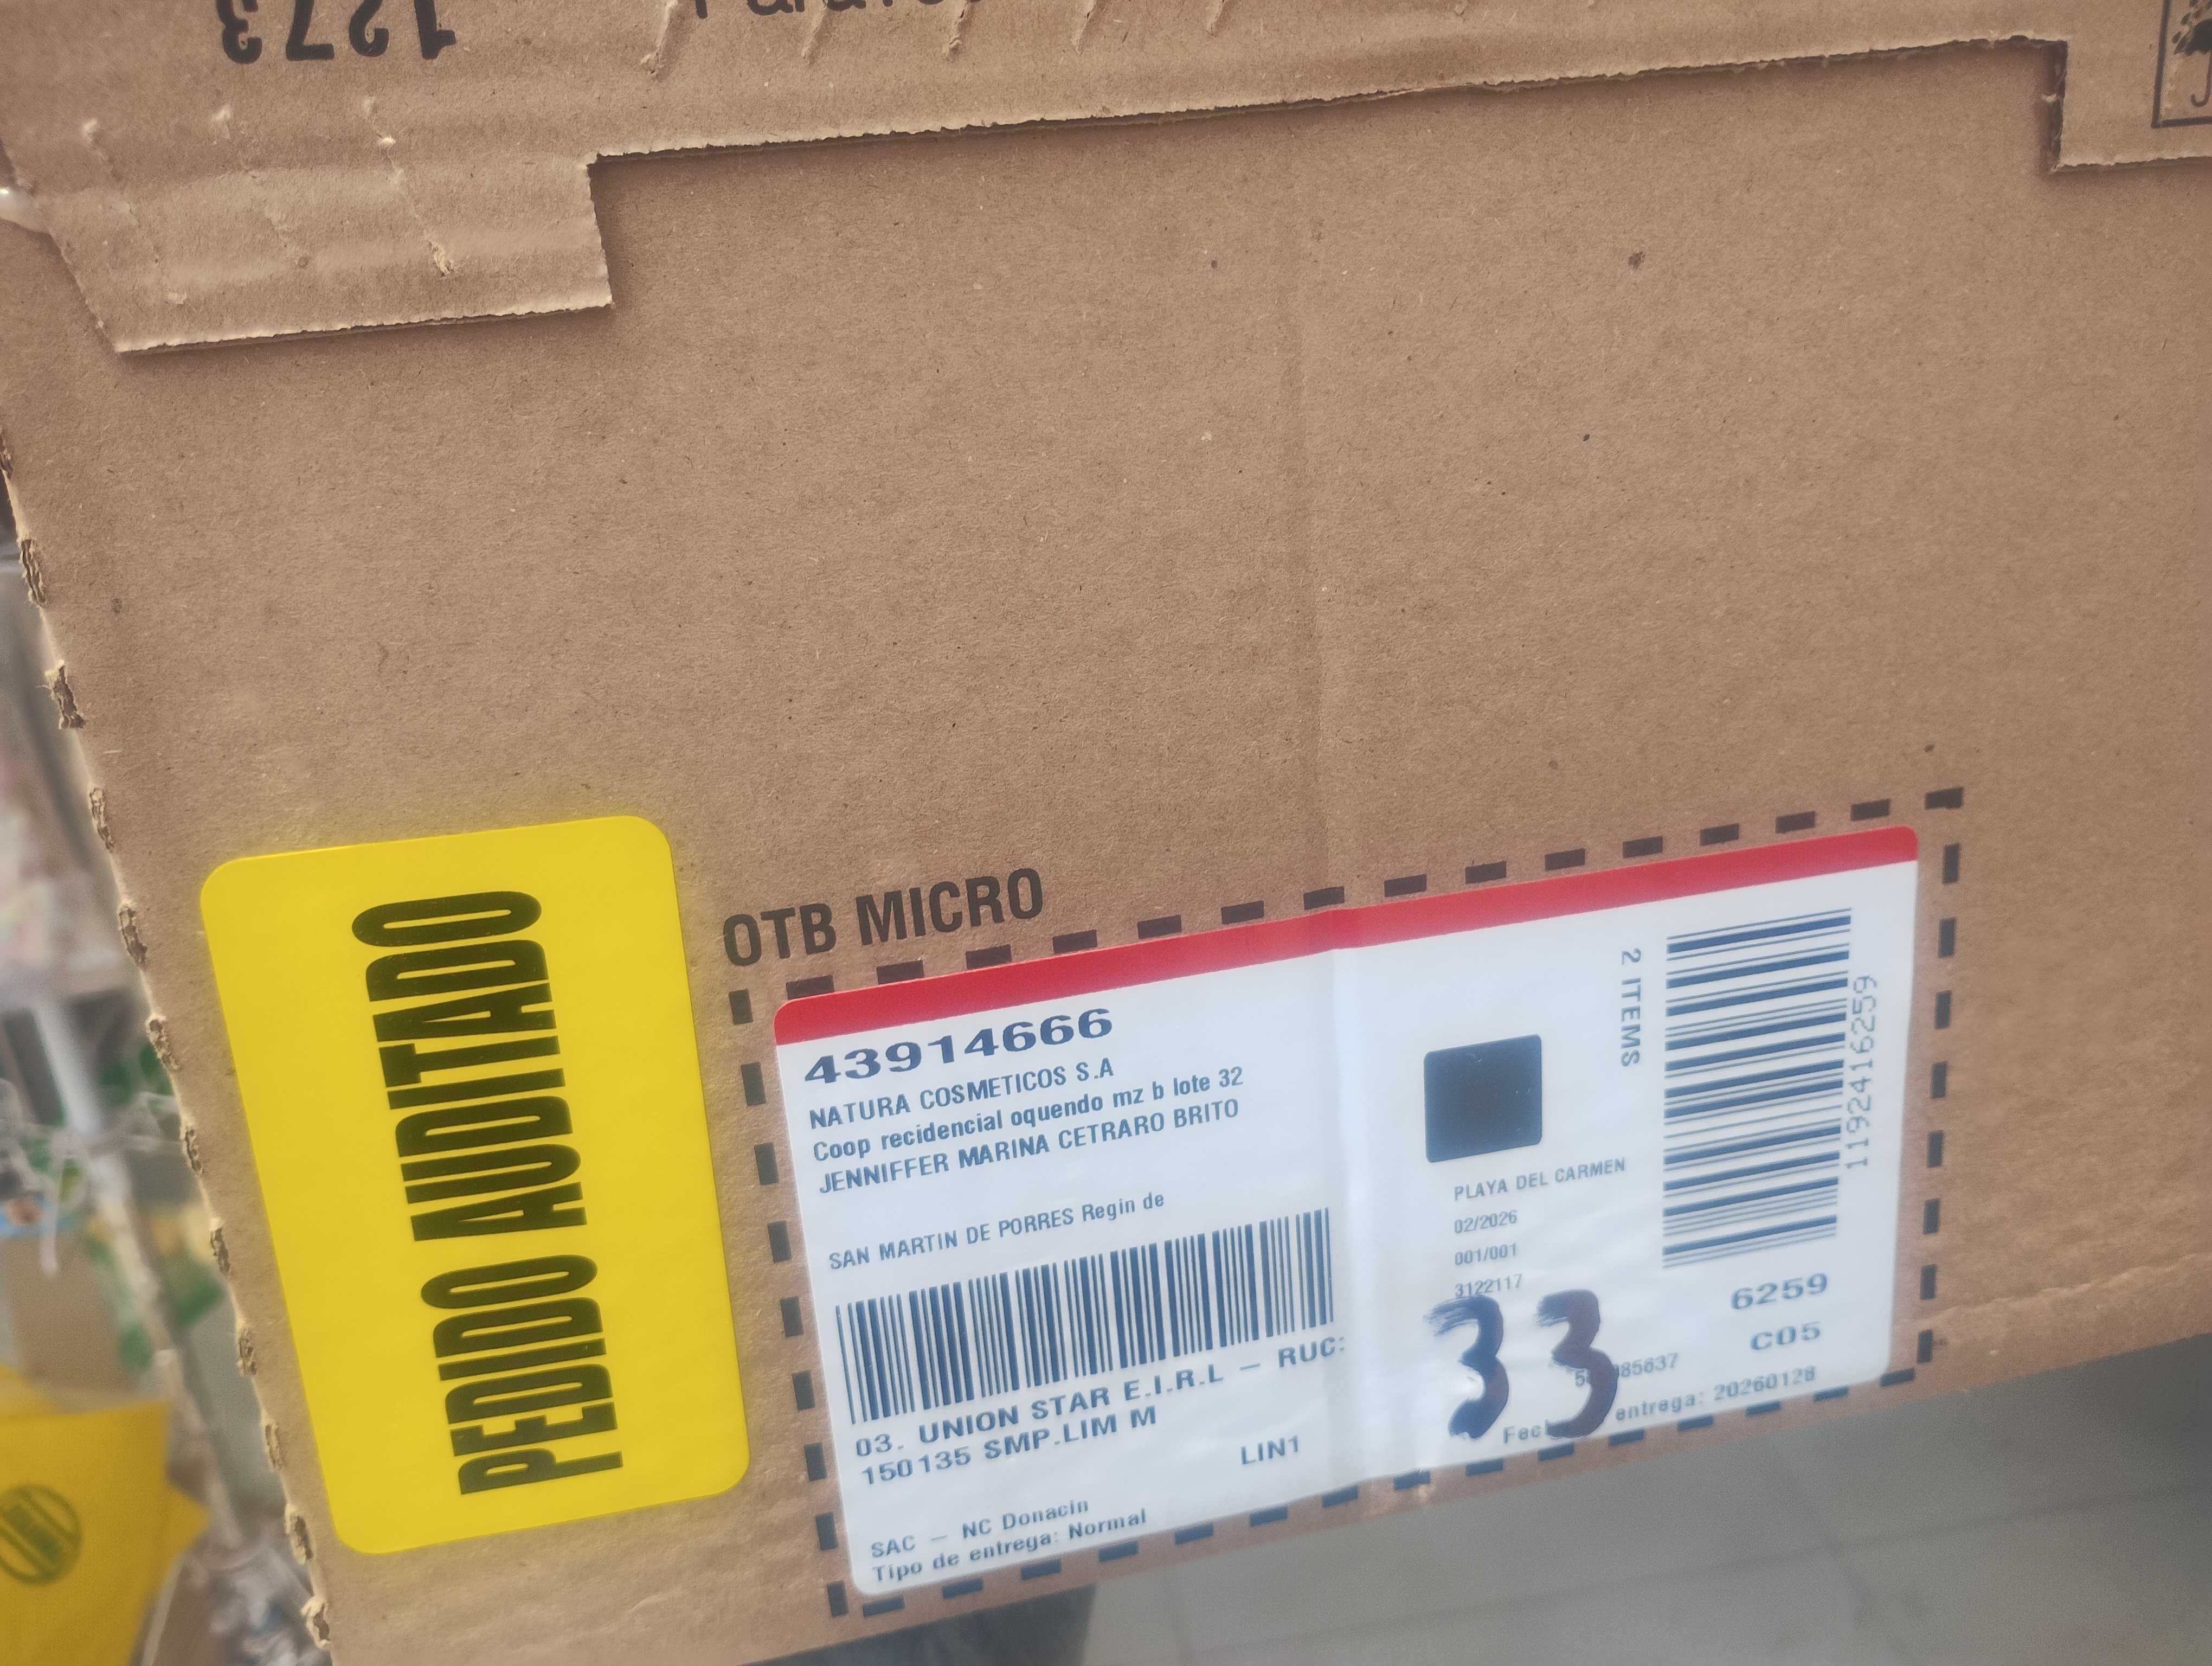 1273
OTB MICRO
PEDIDO AUDITADO
43914666
NATURA COSMETICOS S.A
Coop recidencial oquendo mz b lote 32
JENNIFFER MARINA CETRARO BRITO
SAN MARTIN DE PORRES Regin de
03. UNION STAR E.I.R.L – RUC:
150135 SMP.LIM M
LIN1
SAC – NC Donacin
Tipo de entrega: Normal
2 ITEMS
1192416259
PLAYA DEL CARMEN
02/2026
001/001
3122117
33
6259
C05
85637
entrega: 20260128